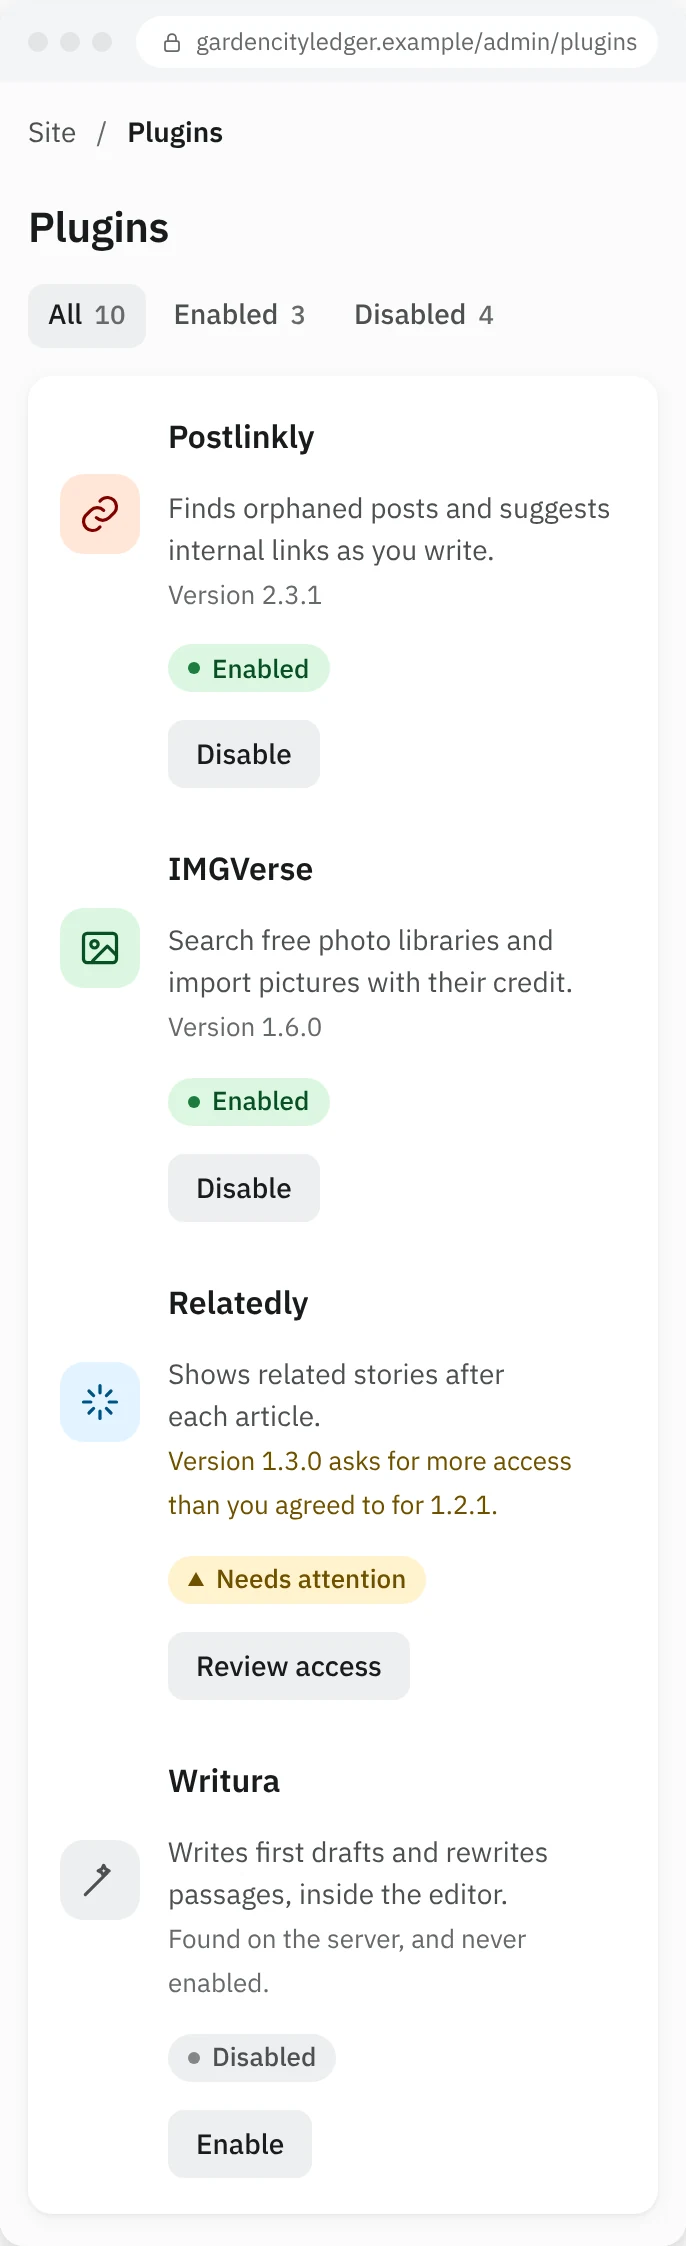 gardencityledger.example/admin/plugins
Site / Plugins
Plugins
All 10 Enabled 3 Disabled 4
Postlinkly
Finds orphaned posts and suggests
internal links as you write.
Version 2.3.1
Enabled
Disable
IMGVerse
Search free photo libraries and
import pictures with their credit.
Version 1.6.0
Enabled
Disable
Relatedly
Shows related stories after
each article.
Version 1.3.0 asks for more access
than you agreed to for 1.2.1.
Needs attention
Review access
Writura
Writes first drafts and rewrites
passages, inside the editor.
Found on the server, and never
enabled.
Disabled
Enable